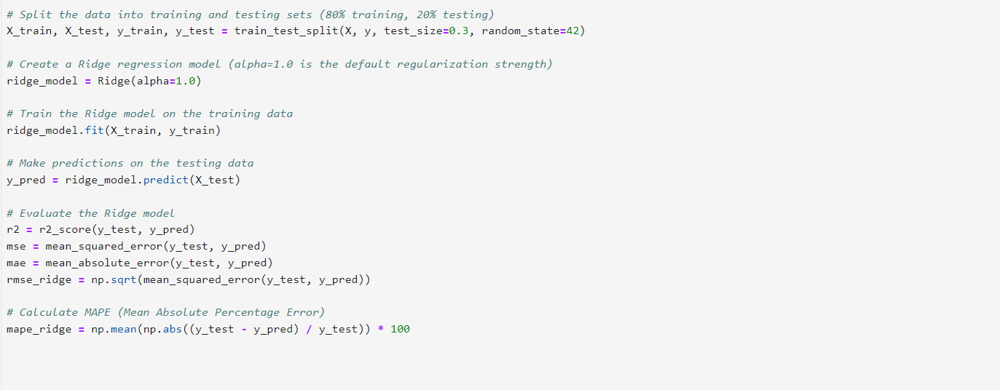 # Split the data into training and testing sets (80% training, 20% testing)
X_train, X_test, y_train, y_test = train_test_split(X, y, test_size=0.3, random_state=42)
# Create a Ridge regression model (alpha=1.0 is the default regularization strength)
ridge_model = Ridge(alpha=1.0)
# Train the Ridge model on the training data
ridge_model.fit(X_train, y_train)
# Make predictions on the testing data
y_pred = ridge_model.predict(X_test)
# Evaluate the Ridge model
r2 = r2_score(y_test, y_pred)
mse = mean_squared_error(y_test, y_pred)
mae = mean_absolute_error(y_test, y_pred)
rmse_ridge = np.sqrt(mean_squared_error(y_test, y_pred))
# Calculate MAPE (Mean Absolute Percentage Error)
mape_ridge = np.mean(np.abs((y_test - y_pred) / y_test)) * 100